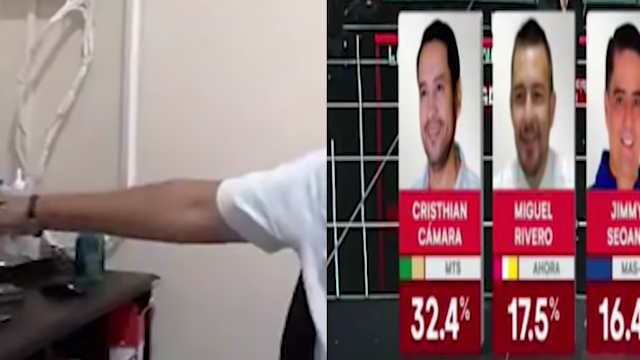 CRISTHIAN
CÁMARA
MTS
32.4%
MIGUEL
RIVERO
AHORA
17.5%
JIMMY
SEOAN
MAS-
16.4